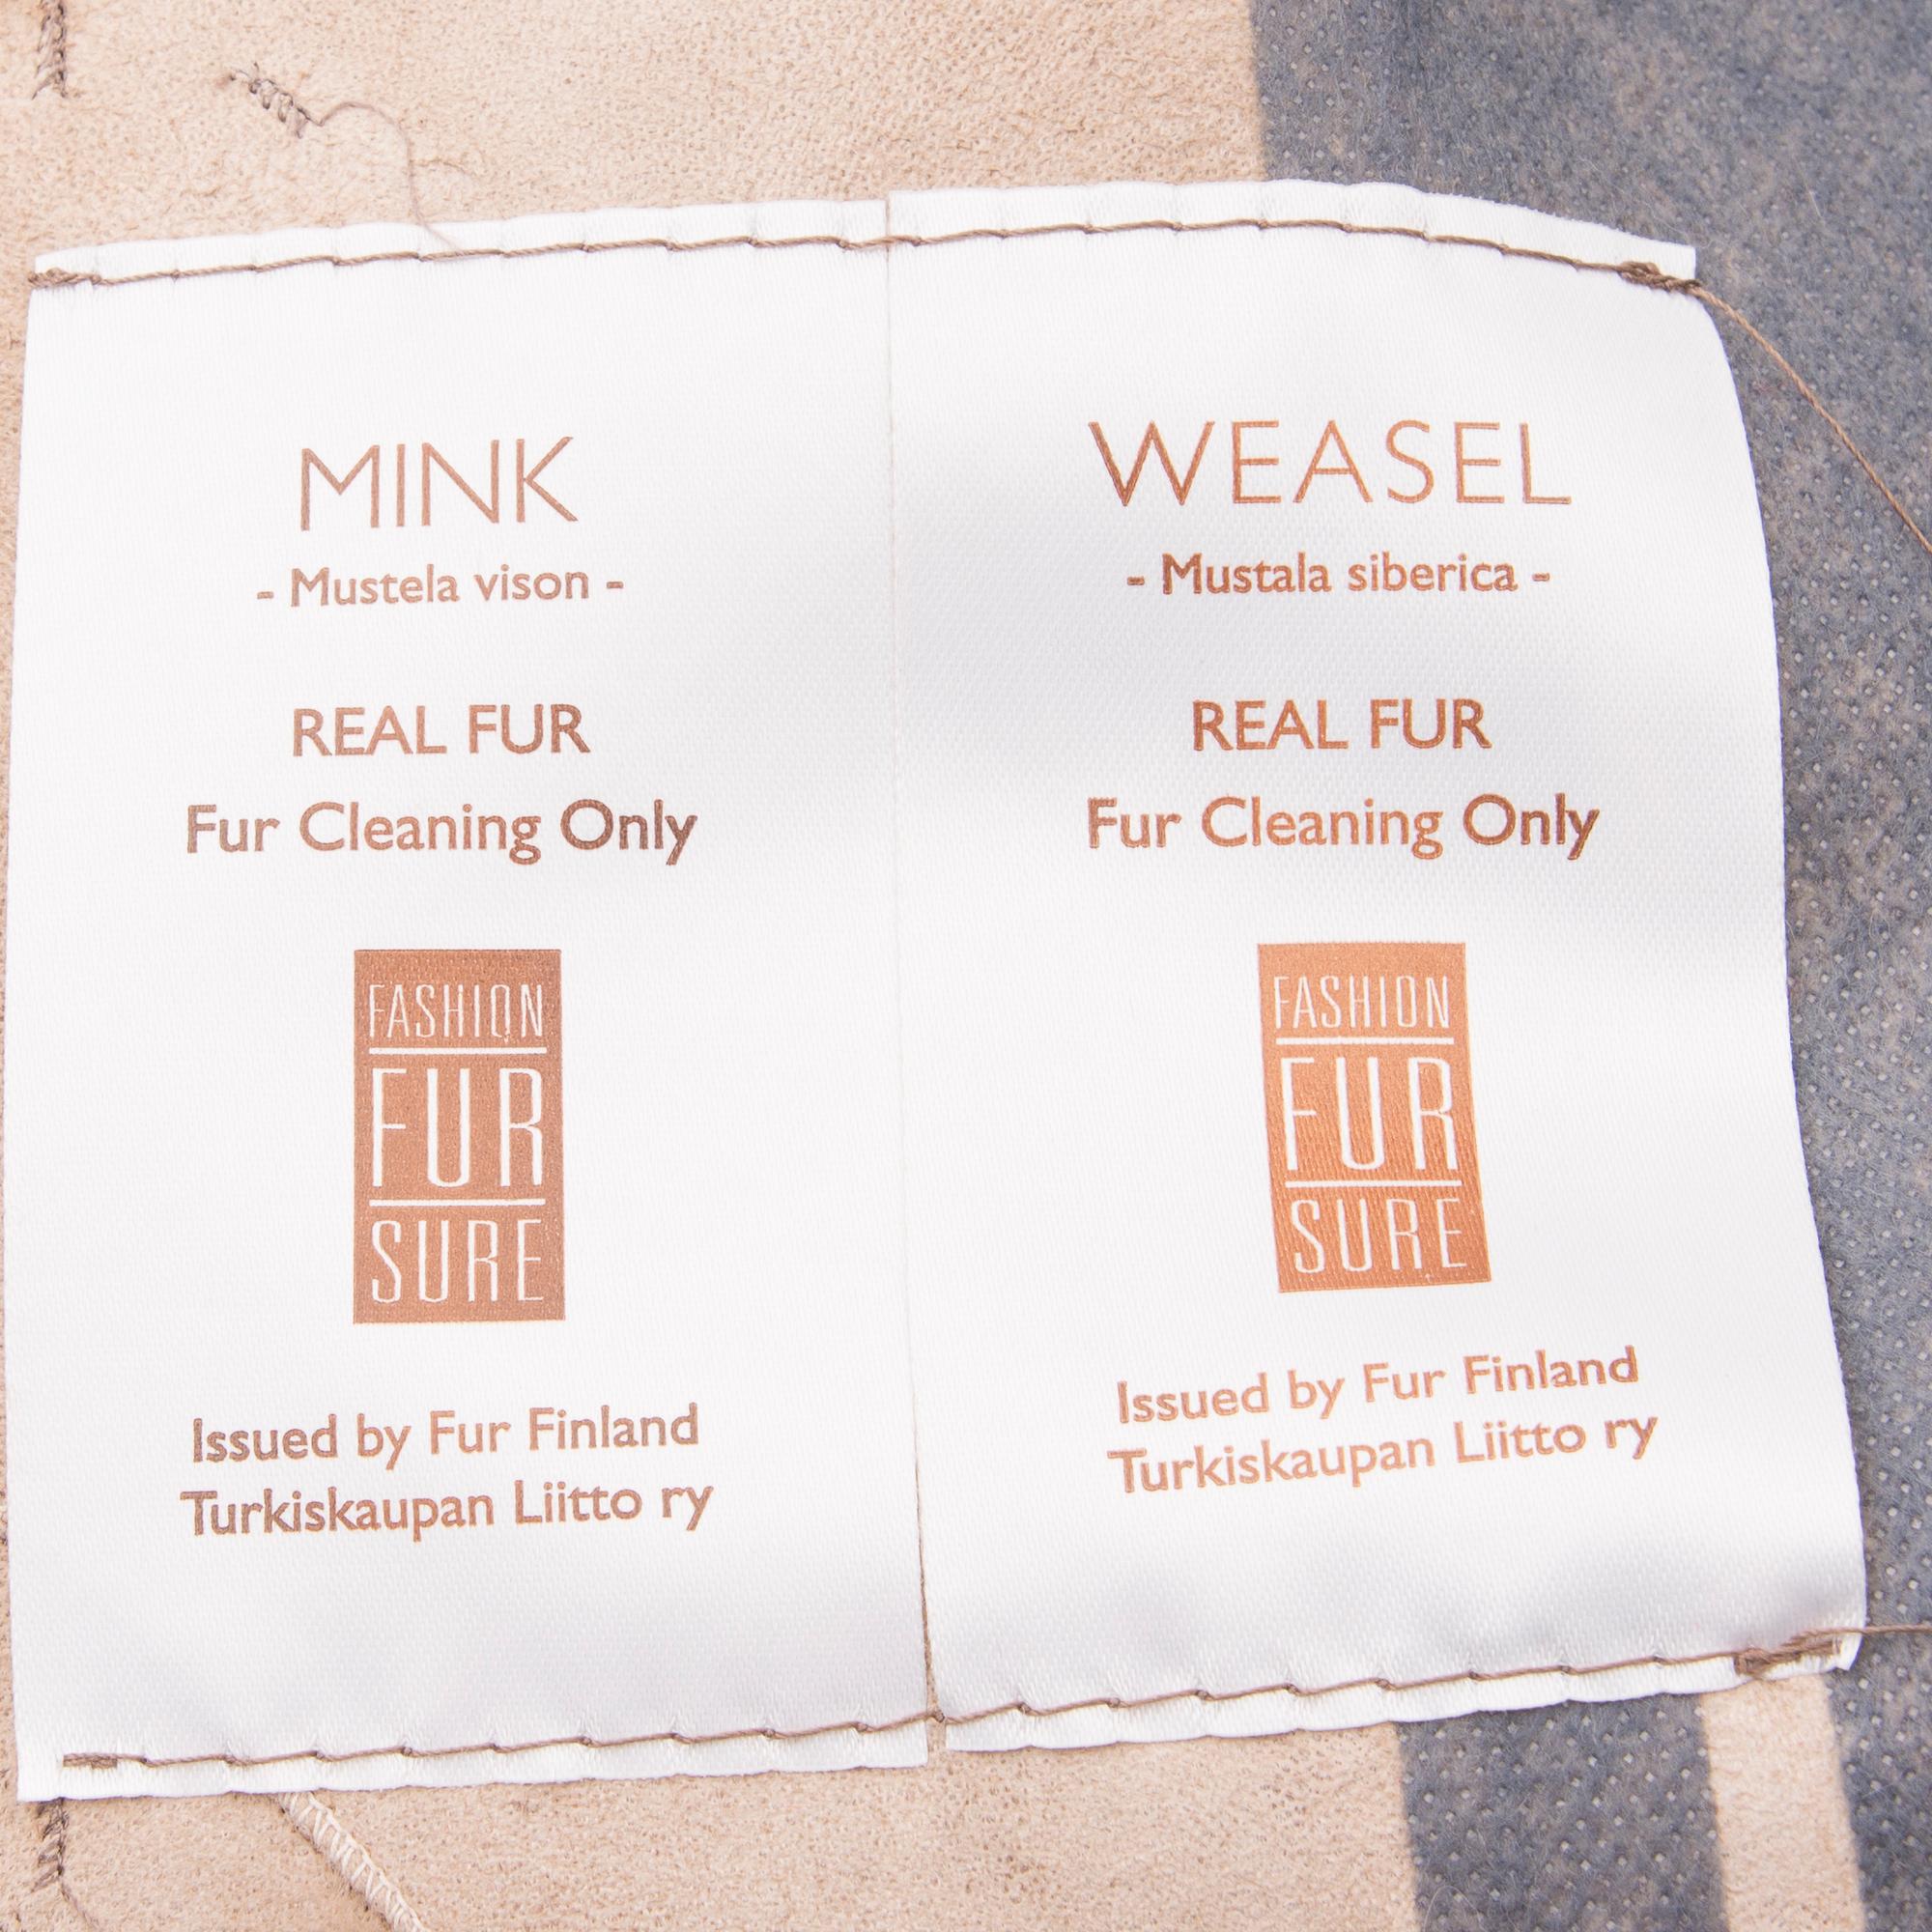 MINK
- Mustela vison -
REAL FUR
Fur Cleaning Only
FASHION
FUR
SURE
Issued by Fur Finland
Turkiskaupan Liitto ry
WEASEL
- Mustala siberica -
REAL FUR
Fur Cleaning Only
FASHION
FUR
SURE
Issued by Fur Finland
Turkiskaupan Liitto ry